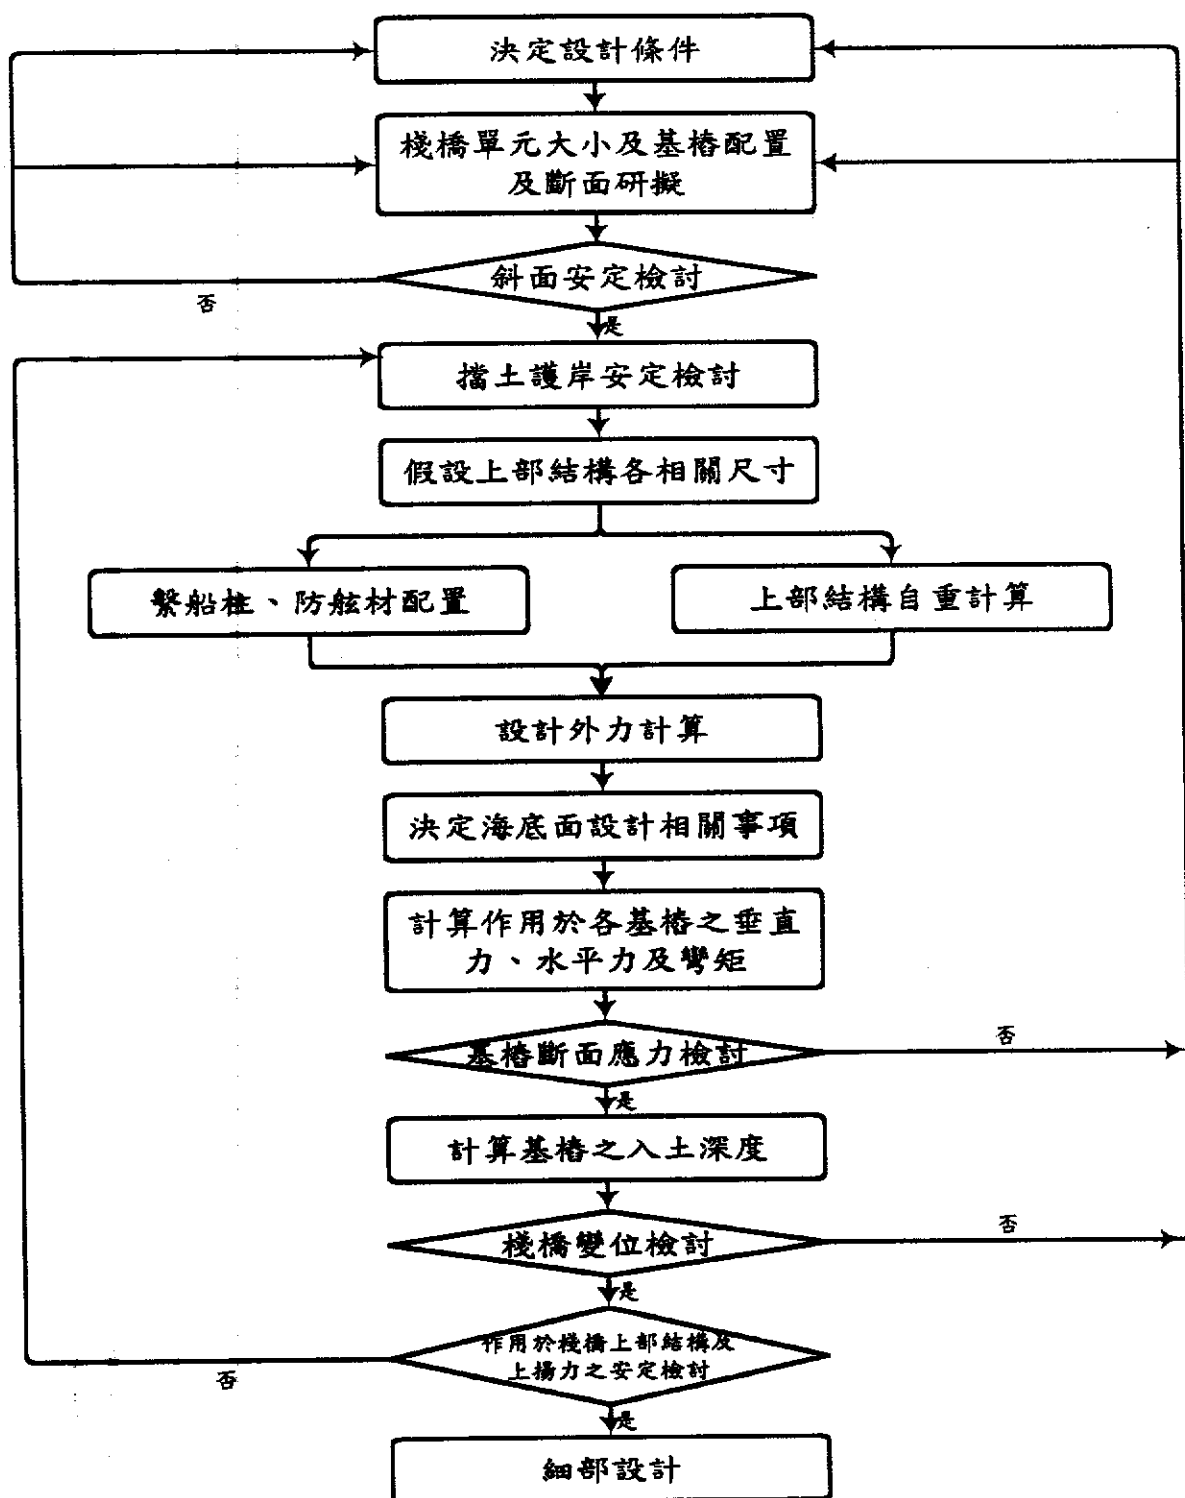 決定設計條件
棧橋單元大小及基樁配置
及斷面研擬
斜面安定檢討
否
是
擋土護岸安定檢討
假設上部結構各相關尺寸
繫船柱、防舷材配置
上部結構自重計算
設計外力計算
決定海底面設計相關事項
計算作用於各基樁之垂直
力、水平力及彎矩
基樁斷面應力檢討
否
是
計算基樁之入土深度
棧橋變位檢討
否
是
作用於棧橋上部結構及
上揚力之安定檢討
否
是
細部設計